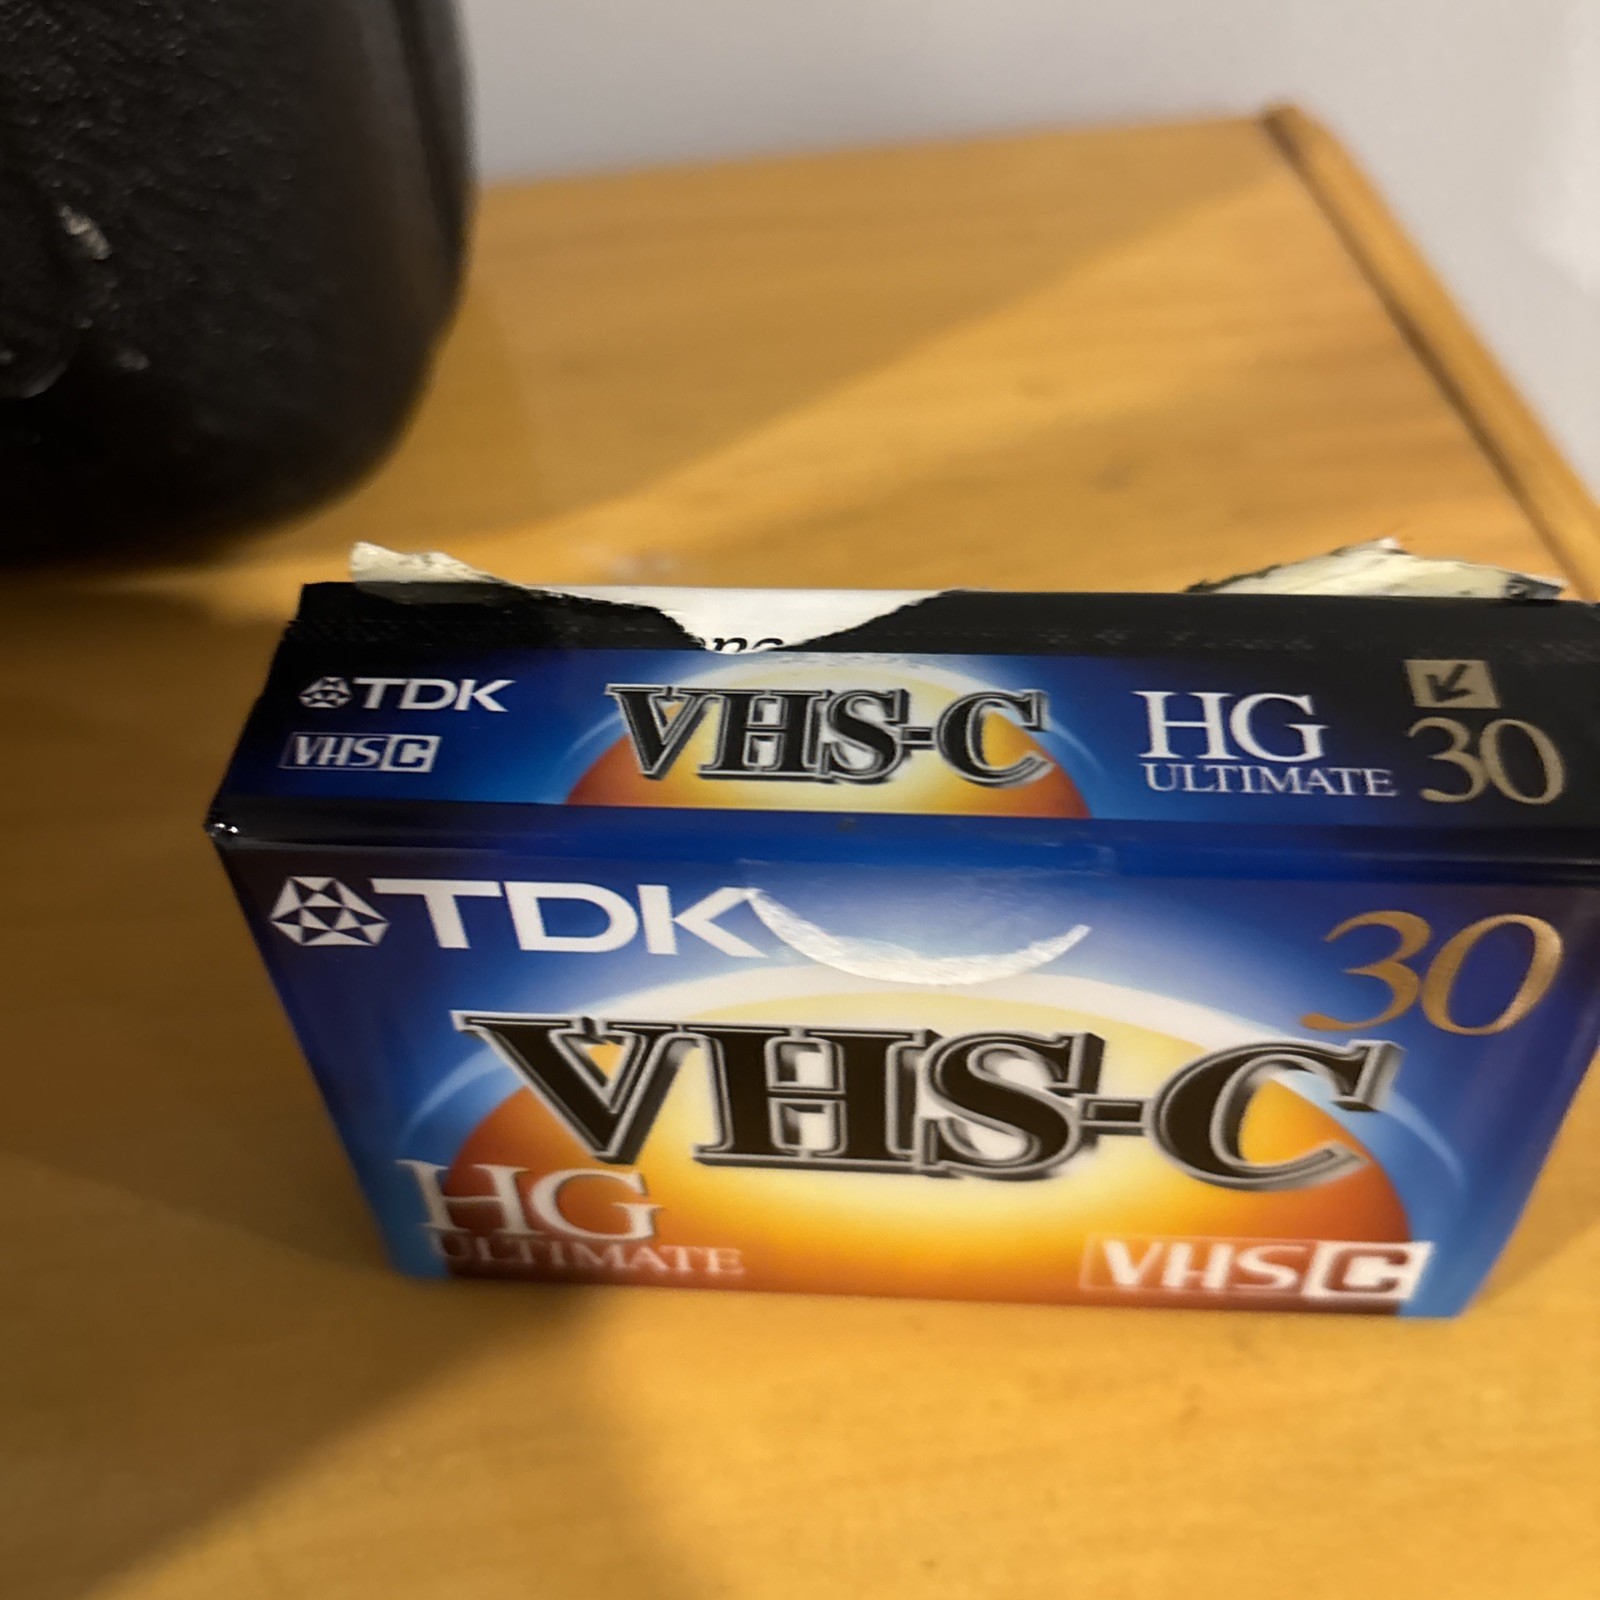 TDK
VHS C
VHS-C
HG
ULTIMATE
30
TDK
30
VHS-C
HG
ULTIMATE
VHS C